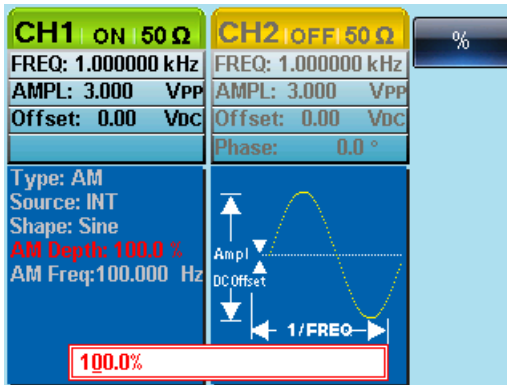 CH1 ON 50 Ω
FREQ: 1.000000 kHz
AMPL: 3.000 VPP
Offset: 0.00 VDC
CH2 OFF 50 Ω
FREQ: 1.000000 kHz
AMPL: 3.000 VPP
Offset: 0.00 VDC
Phase: 0.0 °
%
Type: AM
Source: INT
Shape: Sine
AM Depth: 100.0 %
AM Freq:100.000 Hz
Ampl
DC Offset
1/FREQ
100.0%